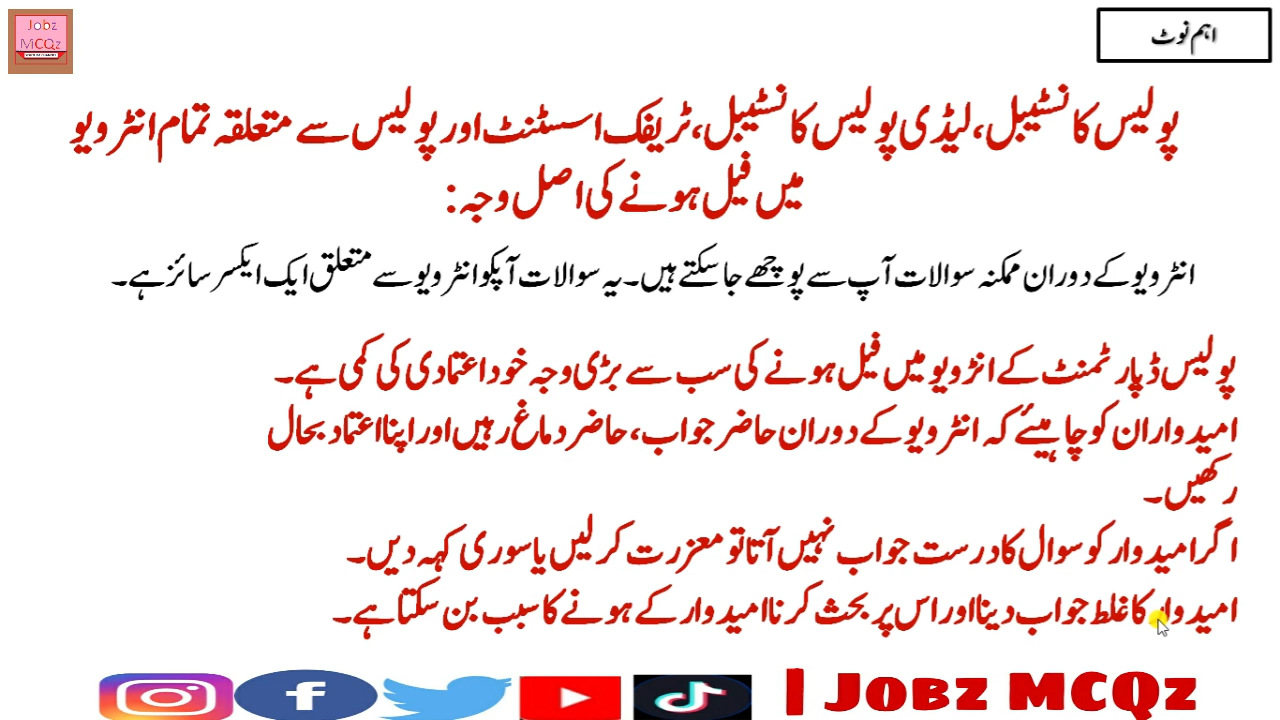 Jobz
MCQz
اہم نوٹ
پولیس کانسٹیبل، لیڈی پولیس کانسٹیبل، ٹریفک اسسٹنٹ اور پولیس سے متعلقہ تمام انٹرویو
میں فیل ہونے کی اصل وجہ:
انٹرویو کے دوران ممکنہ سوالات آپ سے پوچھے جاسکتے ہیں۔ یہ سوالات آپکو انٹرویو سے متعلق ایک ایکسرسائز ہے۔
پولیس ڈپارٹمنٹ کے انڑویو میں فیل ہونے کی سب سے بڑی وجہ خود اعتمادی کی کمی ہے۔
امیدواران کو چاہیئے کہ انٹرویو کے دوران حاضر جواب، حاضر دماغ رہیں اور اپنا اعتماد بحال
رکھیں۔
اگر امیدوار کو سوال کا درست جواب نہیں آتا تو معزرت کر لیں یا سوری کہہ دیں۔
امیدوار کا غلط جواب دینا اور اس پر بحث کرنا امیدوار کے ہونے کا سبب بن سکتا ہے۔
| Jobz MCQz